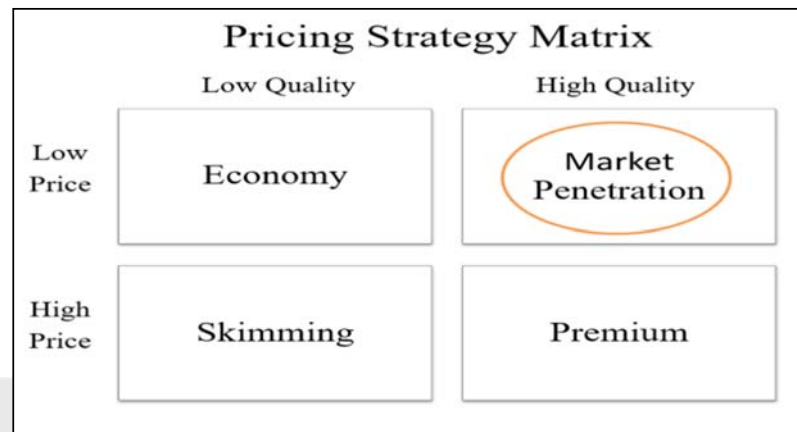 Pricing Strategy Matrix
Low Quality
High Quality
Low
Price
Economy
Market
Penetration
High
Price
Skimming
Premium